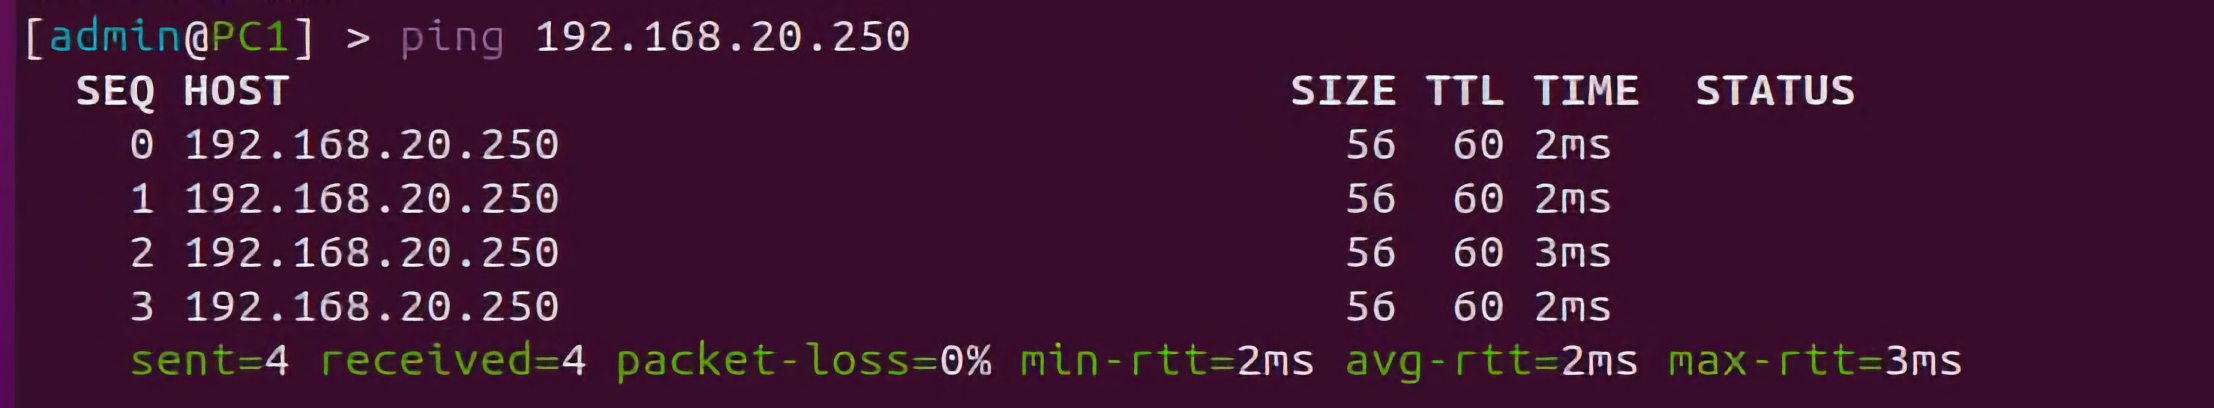 [admin@PC1] > ping 192.168.20.250
SEQ HOST SIZE TTL TIME STATUS
0 192.168.20.250 56 60 2ms
1 192.168.20.250 56 60 2ms
2 192.168.20.250 56 60 3ms
3 192.168.20.250 56 60 2ms
sent=4 received=4 packet-loss=0% min-rtt=2ms avg-rtt=2ms max-rtt=3ms